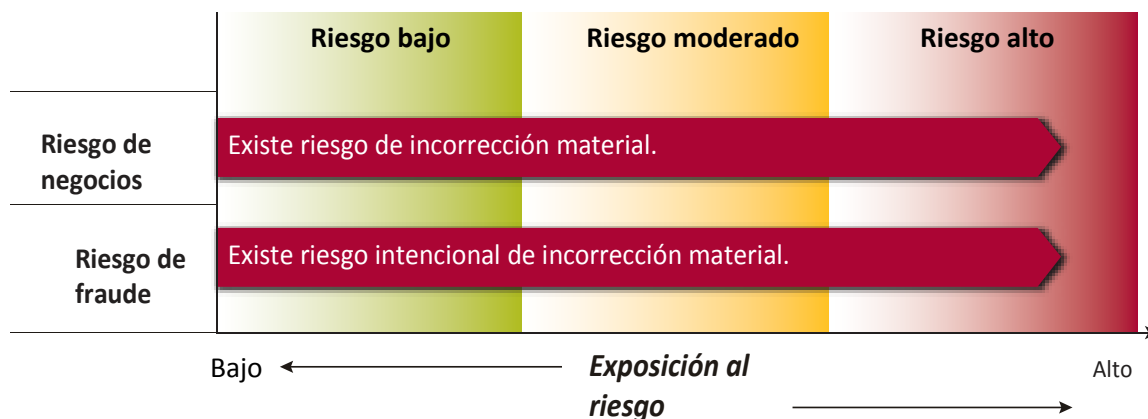 Riesgo bajo
Riesgo moderado
Riesgo alto
Riesgo de
negocios
Existe riesgo de incorrección material.
Riesgo de
fraude
Existe riesgo intencional de incorrección material.
Bajo
Exposición al
riesgo
Alto